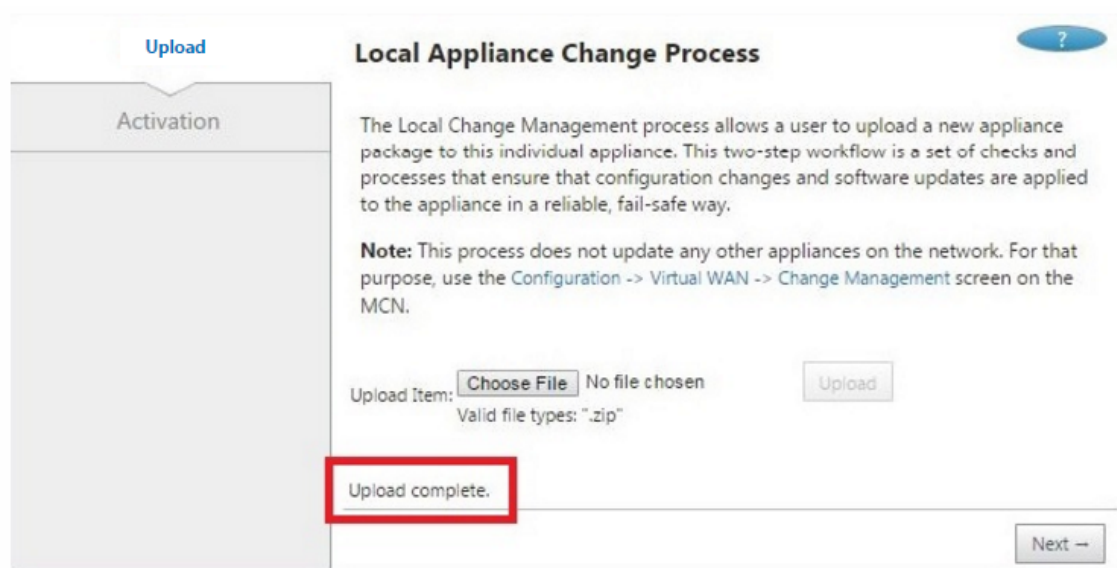 Upload
Activation
Local Appliance Change Process
?
The Local Change Management process allows a user to upload a new appliance
package to this individual appliance. This two-step workflow is a set of checks and
processes that ensure that configuration changes and software updates are applied
to the appliance in a reliable, fail-safe way.
Note: This process does not update any other appliances on the network. For that
purpose, use the Configuration -> Virtual WAN -> Change Management screen on the
MCN.
Upload Item: Choose File No file chosen Upload
Valid file types: ".zip"
Upload complete.
Next →